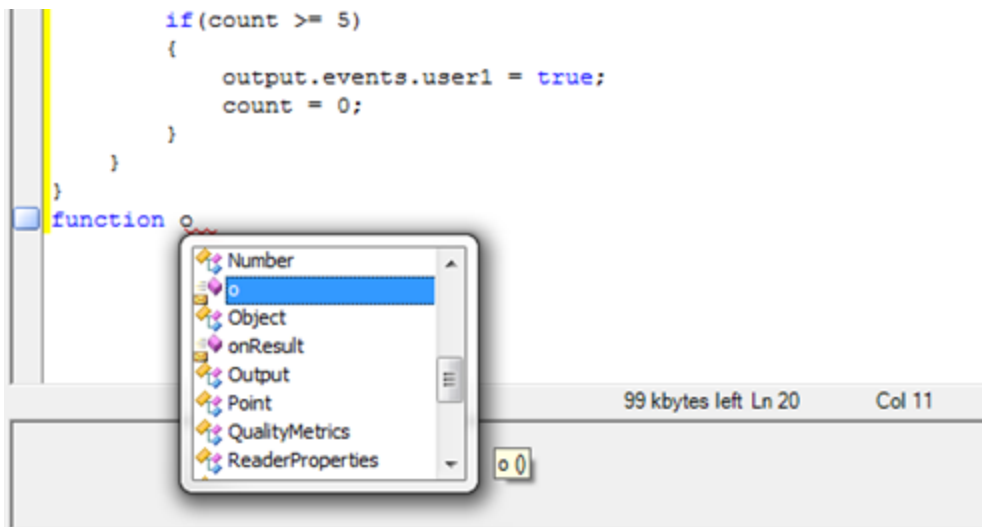 if(count >= 5)
{
output.events.user1 = true;
count = 0;
}
}
}
function o
Number
o
Object
onResult
Output
Point
QualityMetrics
ReaderProperties
99 kbytes left Ln 20 Col 11
o ()